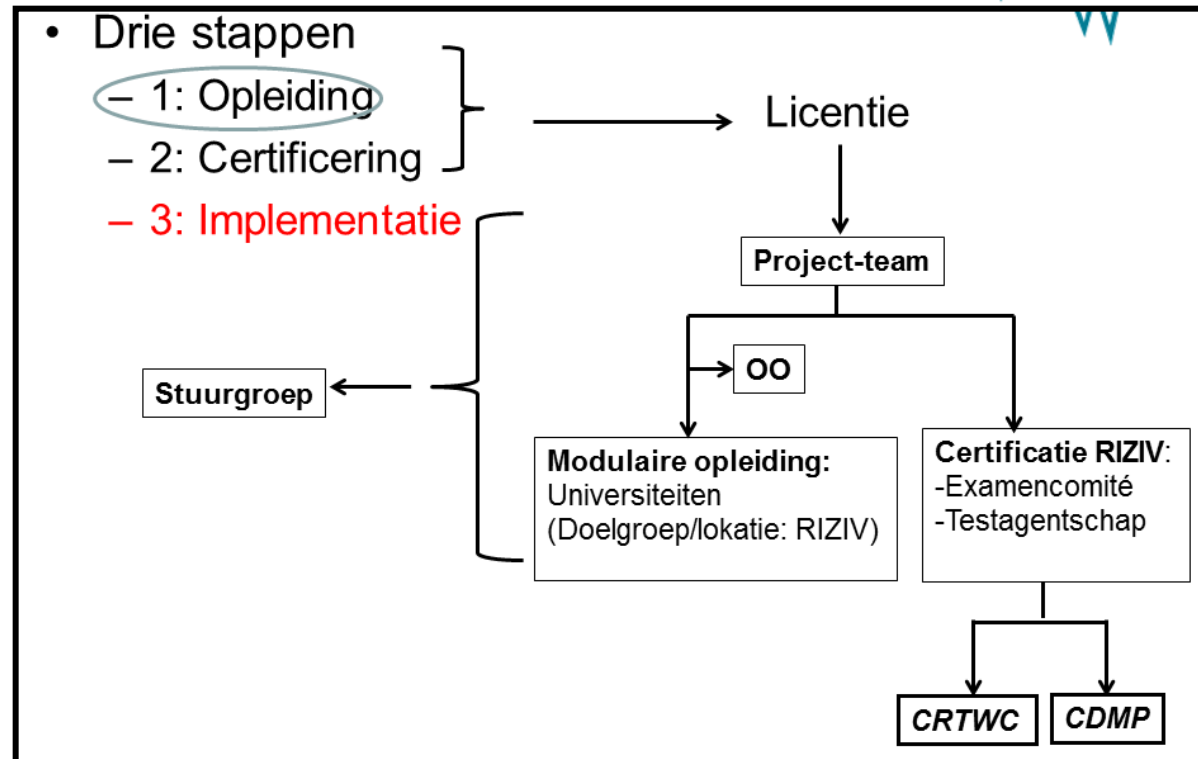 • Drie stappen
– 1: Opleiding
– 2: Certificering
– 3: Implementatie
Licentie
Project-team
OO
Stuurgroep
Modulaire opleiding:
Universiteiten
(Doelgroep/lokatie: RIZIV)
Certificatie RIZIV:
-Examencomité
-Testagentschap
CRTWC
CDMP